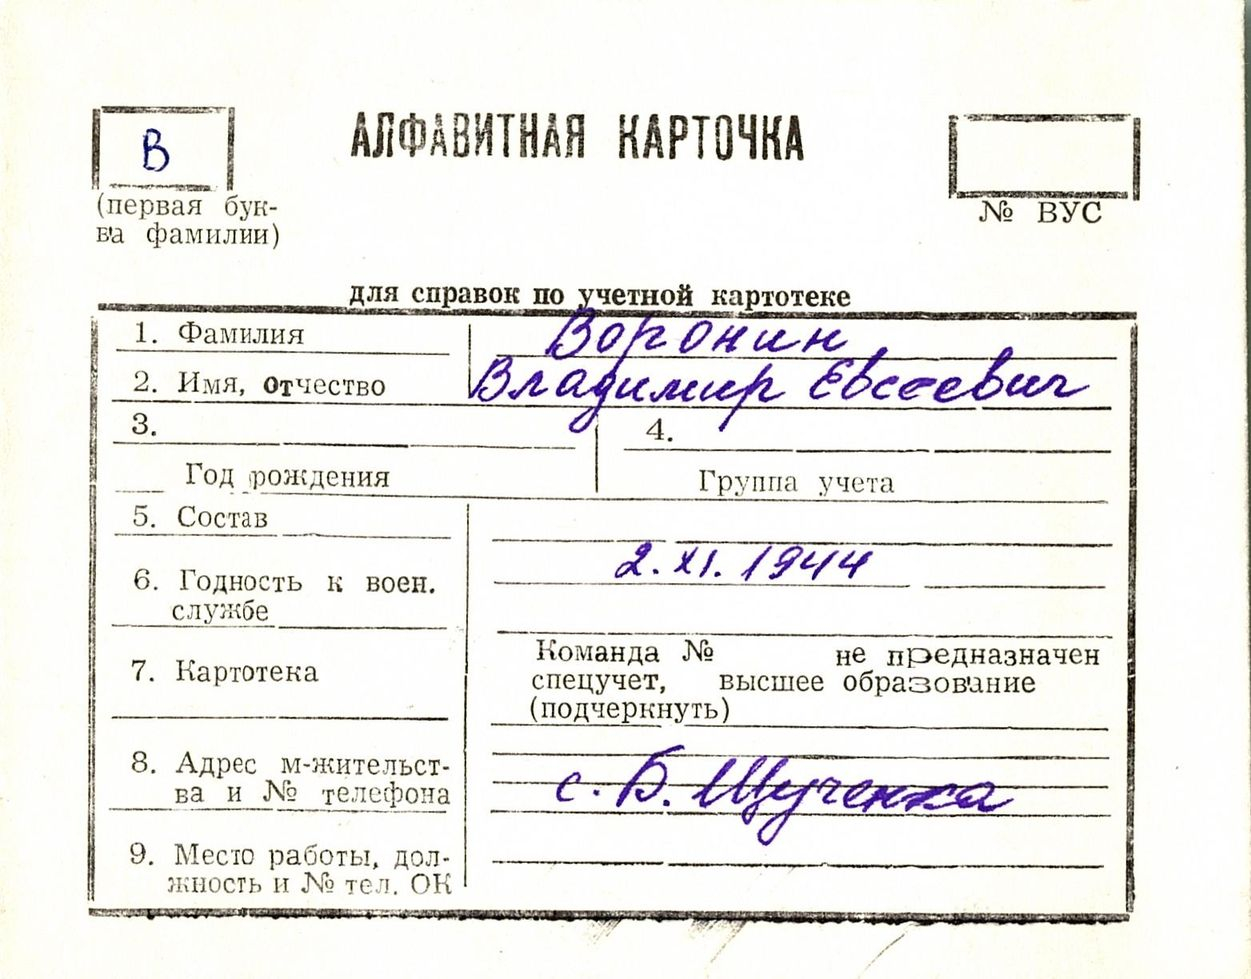 В
АЛФАВИТНАЯ КАРТОЧКА
(первая бук-
ва фамилии)
№ ВУС
для справок по учетной картотеке
1. Фамилия Воронин
2. Имя, отчество Владимир Евсеевич
3. 4.
Год рождения Группа учета
5. Состав
2.XI.1944
6. Годность к воен.
службе
7. Картотека
Команда № не предназначен
спецучет, высшее образование
(подчеркнуть)
8. Адрес м-жительст-
ва и № телефона
с. Б. Щученка
9. Место работы, дол-
жность и № тел. ОК